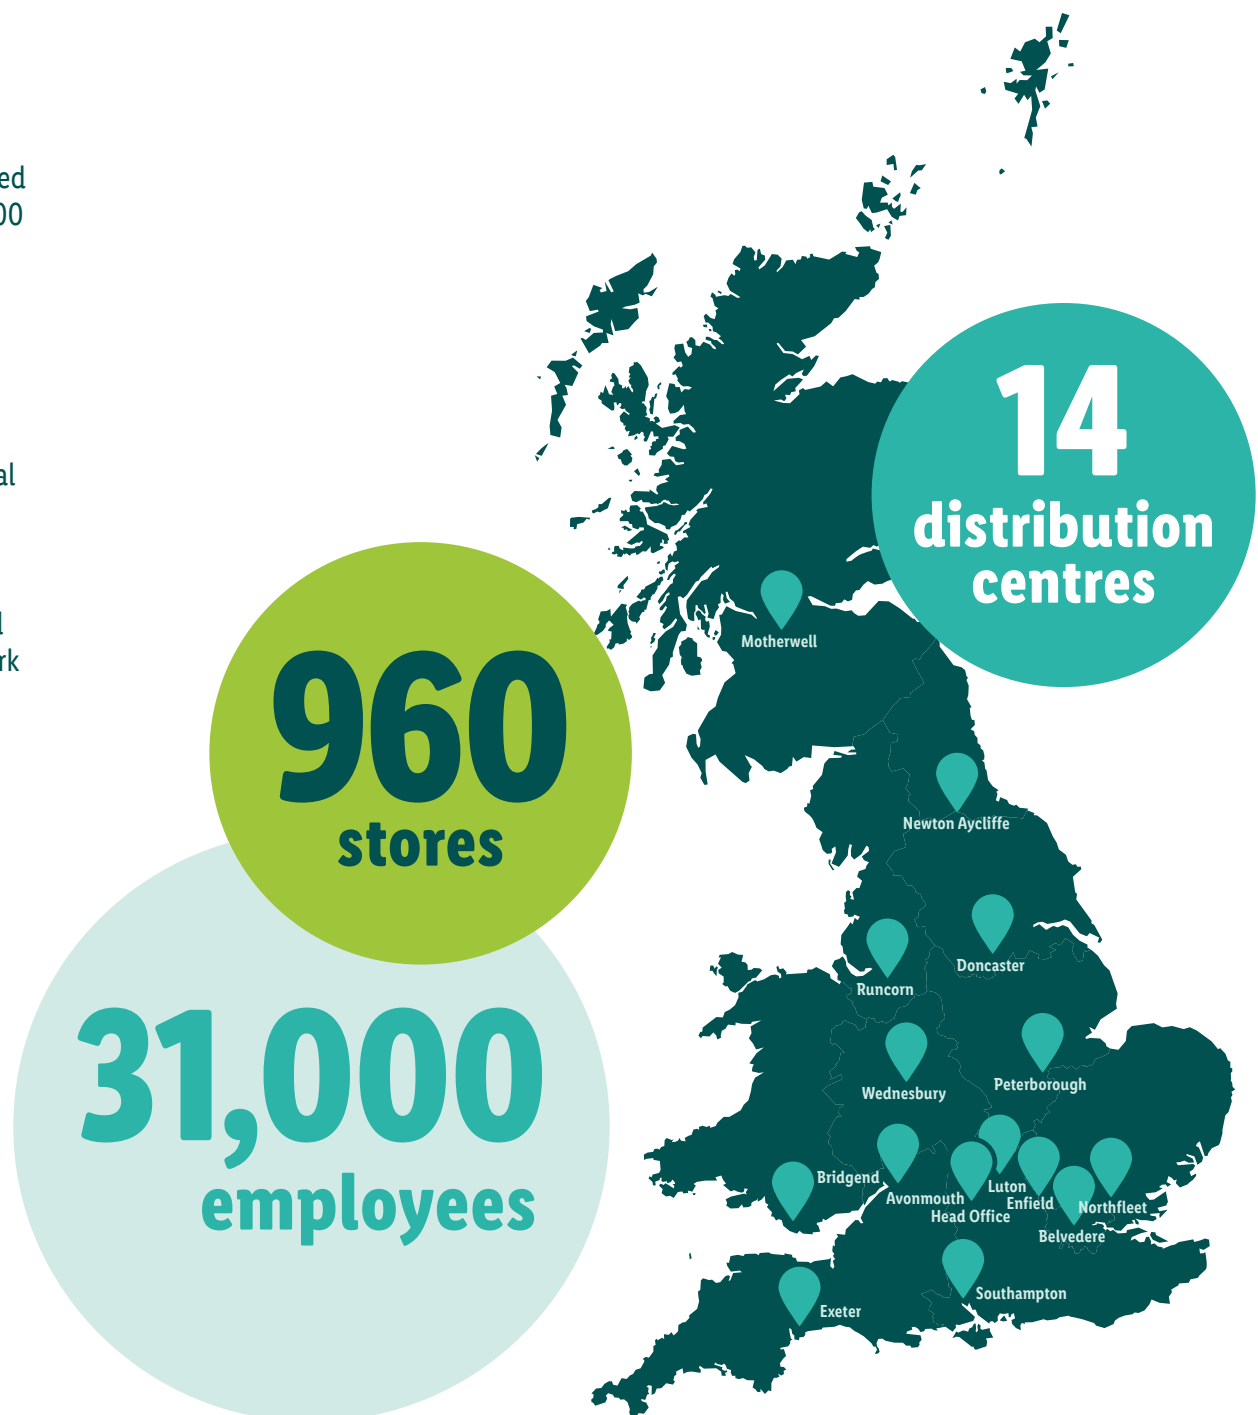 14
distribution
centres
Motherwell
960
stores
Newton Aycliffe
Doncaster
Runcorn
31,000
employees
Peterborough
Wednesbury
Bridgend
Luton
Avonmouth
Enfield
Northfleet
Head Office
Belvedere
Southampton
Exeter